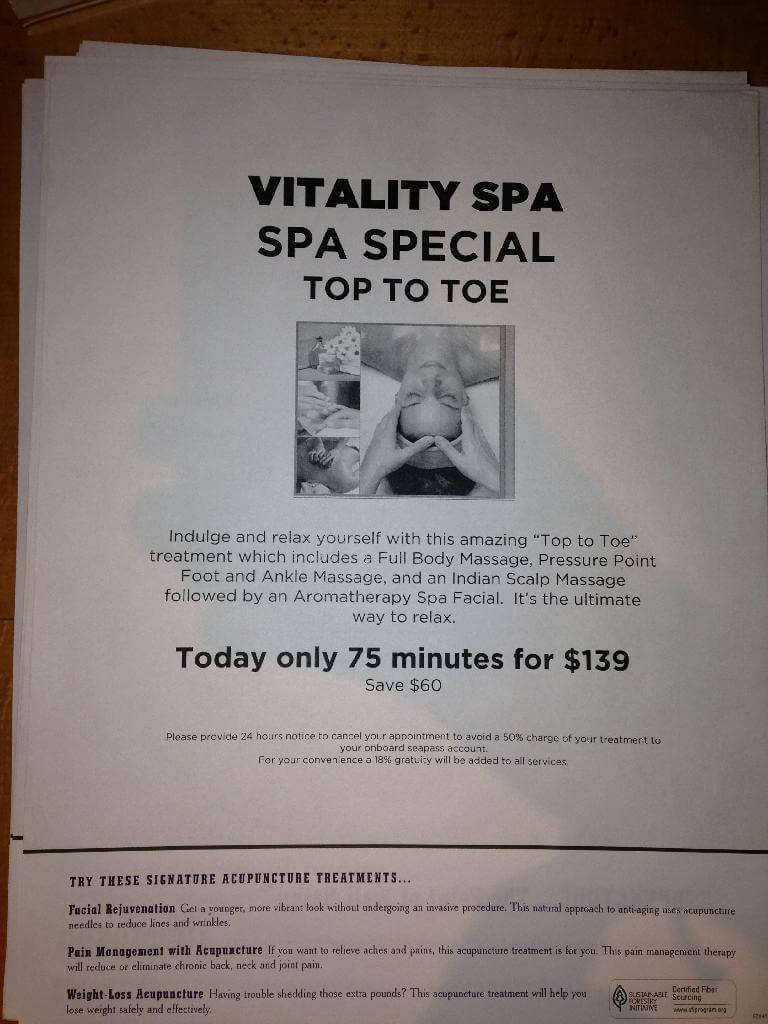 VITALITY SPA
SPA SPECIAL
TOP TO TOE
Indulge and relax yourself with this amazing “Top to Toe”
treatment which includes a Full Body Massage, Pressure Point
Foot and Ankle Massage, and an Indian Scalp Massage
followed by an Aromatherapy Spa Facial. It's the ultimate
way to relax.
Today only 75 minutes for $139
Save $60
Please provide 24 hours notice to cancel your appointment to avoid a 50% charge of your treatment to
your onboard seapass account.
For your convenience a 18% gratuity will be added to all services.
TRY THESE SIGNATURE ACUPUNCTURE TREATMENTS...
Facial Rejuvenation Get a younger, more vibrant look without undergoing an invasive procedure. This natural approach to anti-aging uses acupuncture
needles to reduce lines and wrinkles.
Pain Management with Acupuncture If you want to relieve aches and pains, this acupuncture treatment is for you. This pain management therapy
will reduce or eliminate chronic back, neck and joint pain.
Weight-Loss Acupuncture Having trouble shedding those extra pounds? This acupuncture treatment will help you
lose weight safely and effectively.
SUSTAINABLE
FORESTRY
INITIATIVE
Certified Fiber
Sourcing
www.sfiprogram.org